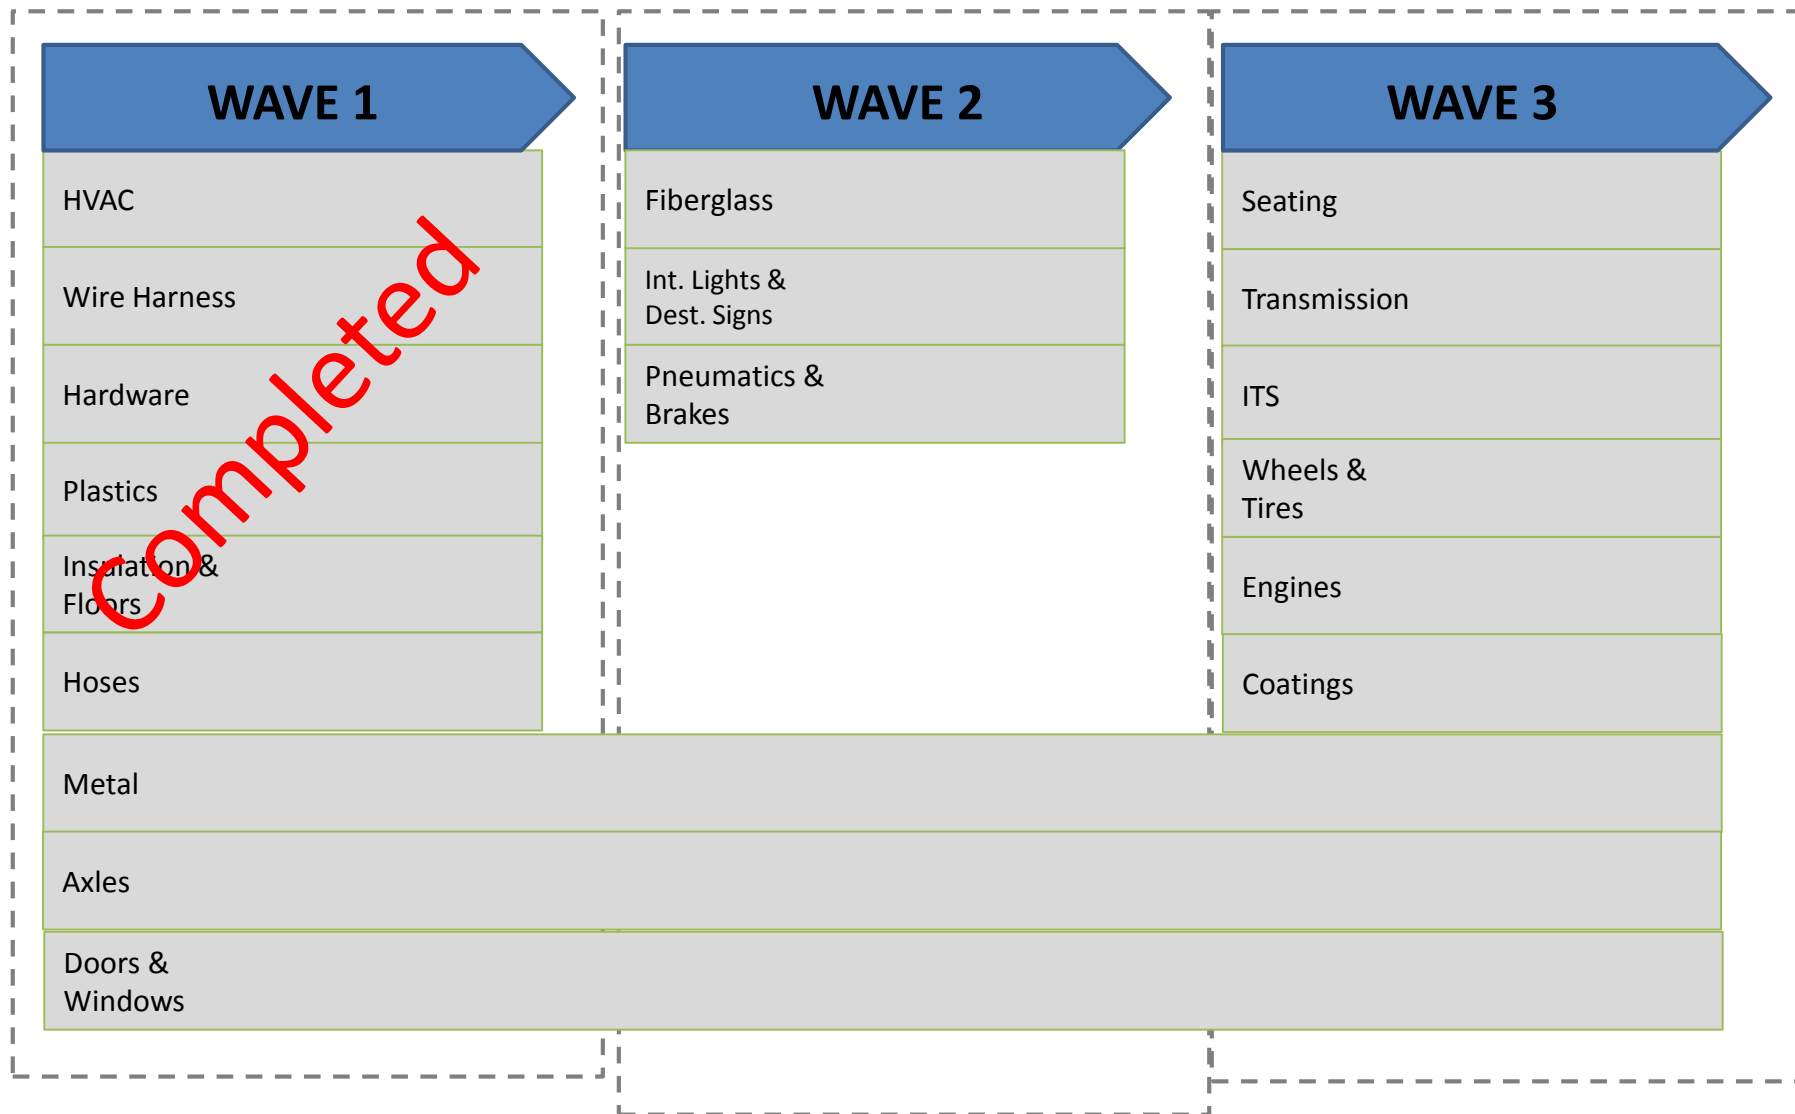 WAVE 1
HVAC
Wire Harness
Hardware
Plastics
Insulation &
Floors
Hoses
Completed
WAVE 2
Fiberglass
Int. Lights &
Dest. Signs
Pneumatics &
Brakes
WAVE 3
Seating
Transmission
ITS
Wheels &
Tires
Engines
Coatings
Metal
Axles
Doors &
Windows